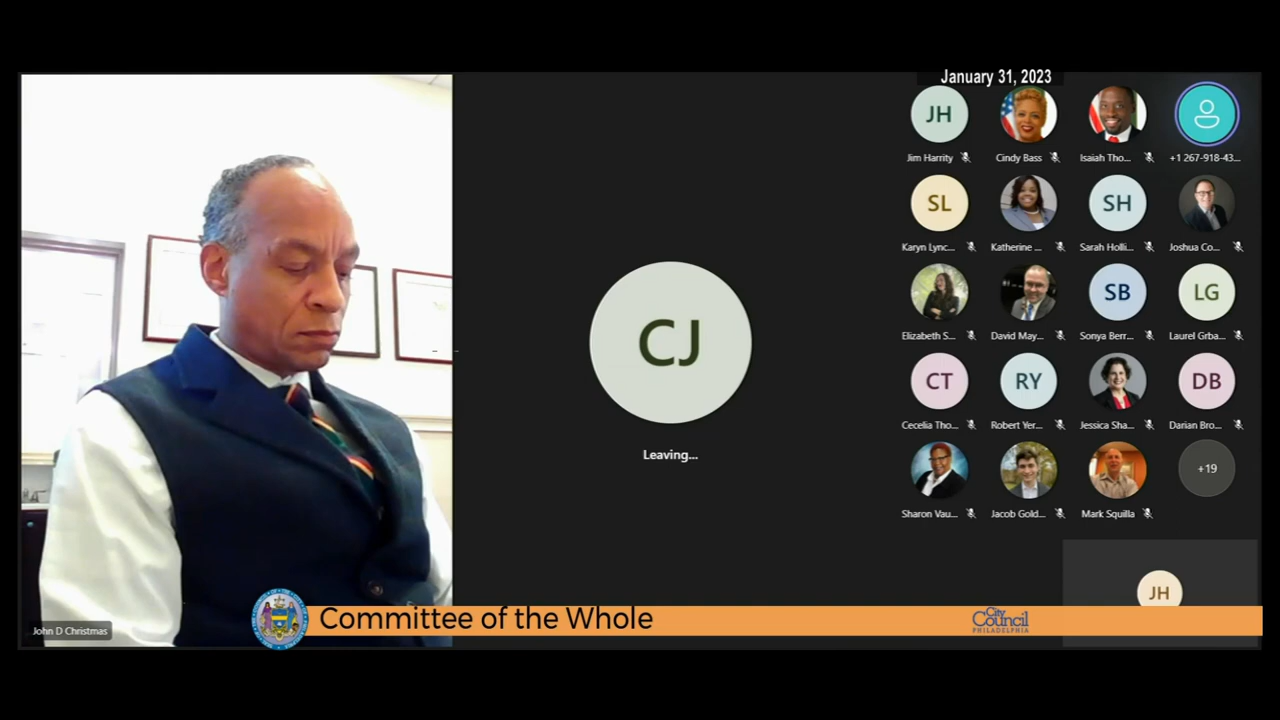 January 31, 2023
JH
Jim Harrity
Cindy Bass
Isaiah Tho...
+1 267-918-43...
SL
SH
Karyn Lync...
Katherine ...
Sarah Holli...
Joshua Co...
SB
LG
Elizabeth S...
David May...
Sonya Berr...
Laurel Grba...
CJ
Leaving...
CT
RY
DB
Cecelia Tho...
Robert Yer...
Jessica Sha...
Darian Bro...
+19
Sharon Vau...
Jacob Gold...
Mark Squilla
JH
John D Christmas
Committee of the Whole
City
Council
PHILADELPHIA